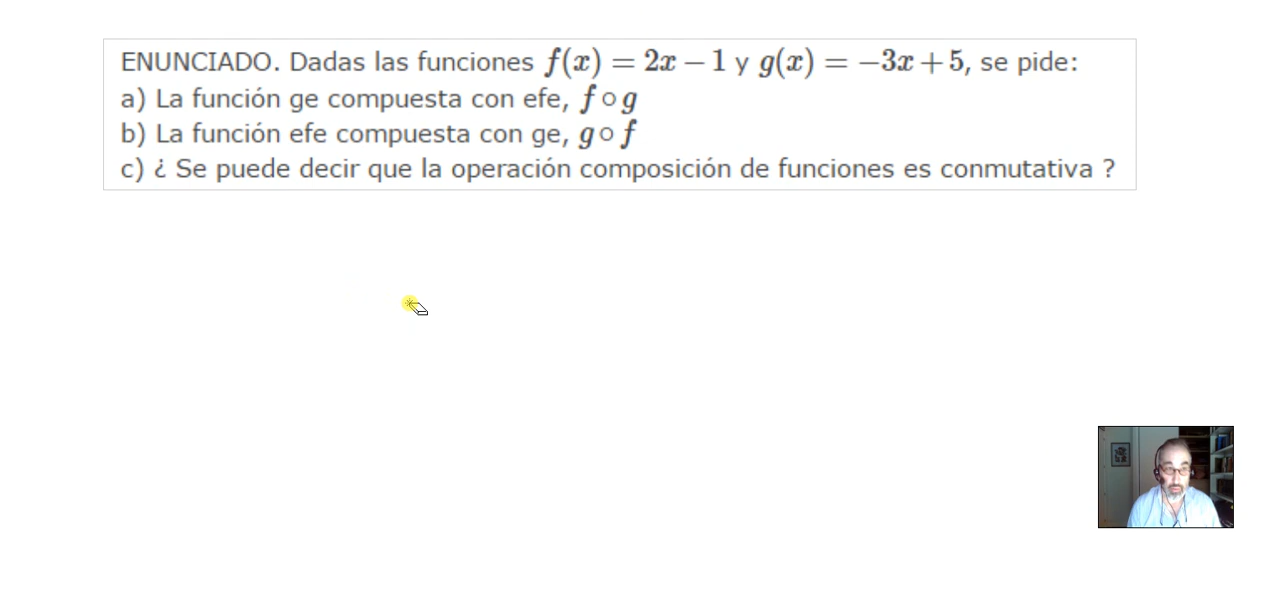 ENUNCIADO. Dadas las funciones f(x) = 2x − 1 y g(x) = −3x + 5, se pide:
a) La función ge compuesta con efe, f ∘ g
b) La función efe compuesta con ge, g ∘ f
c) ¿ Se puede decir que la operación composición de funciones es conmutativa ?